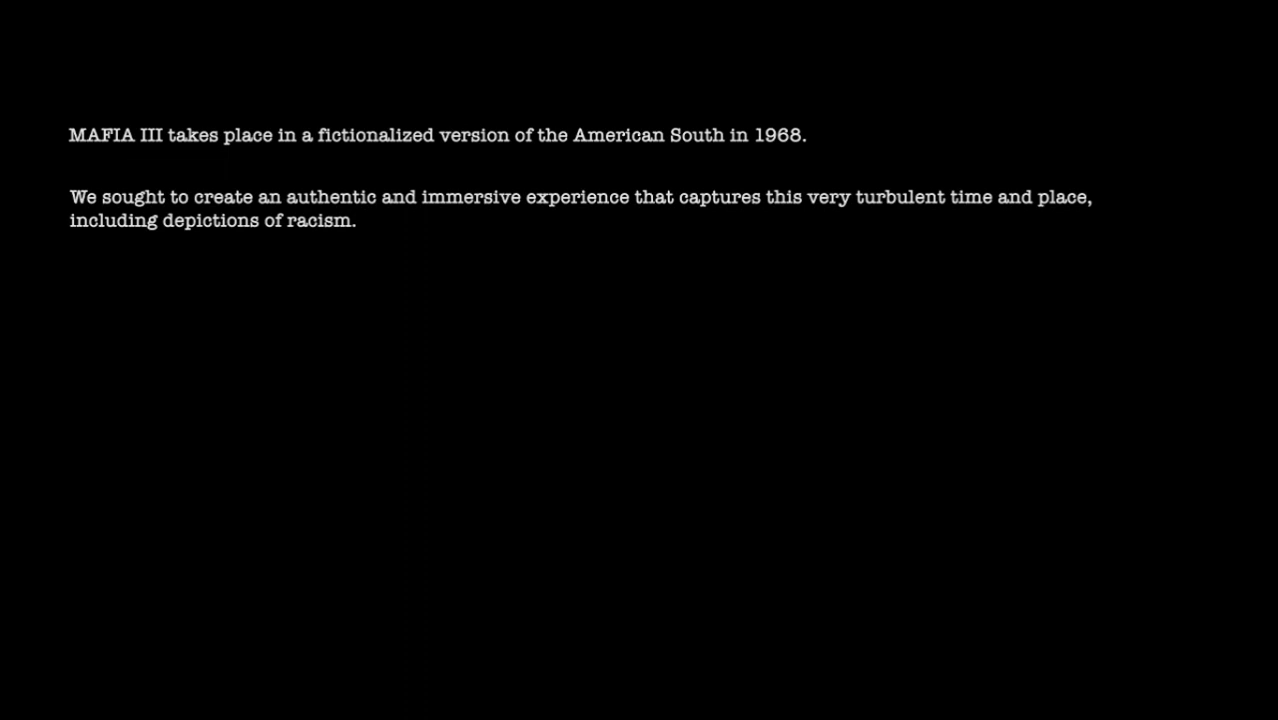 MAFIA III takes place in a fictionalized version of the American South in 1968.
We sought to create an authentic and immersive experience that captures this very turbulent time and place,
including depictions of racism.